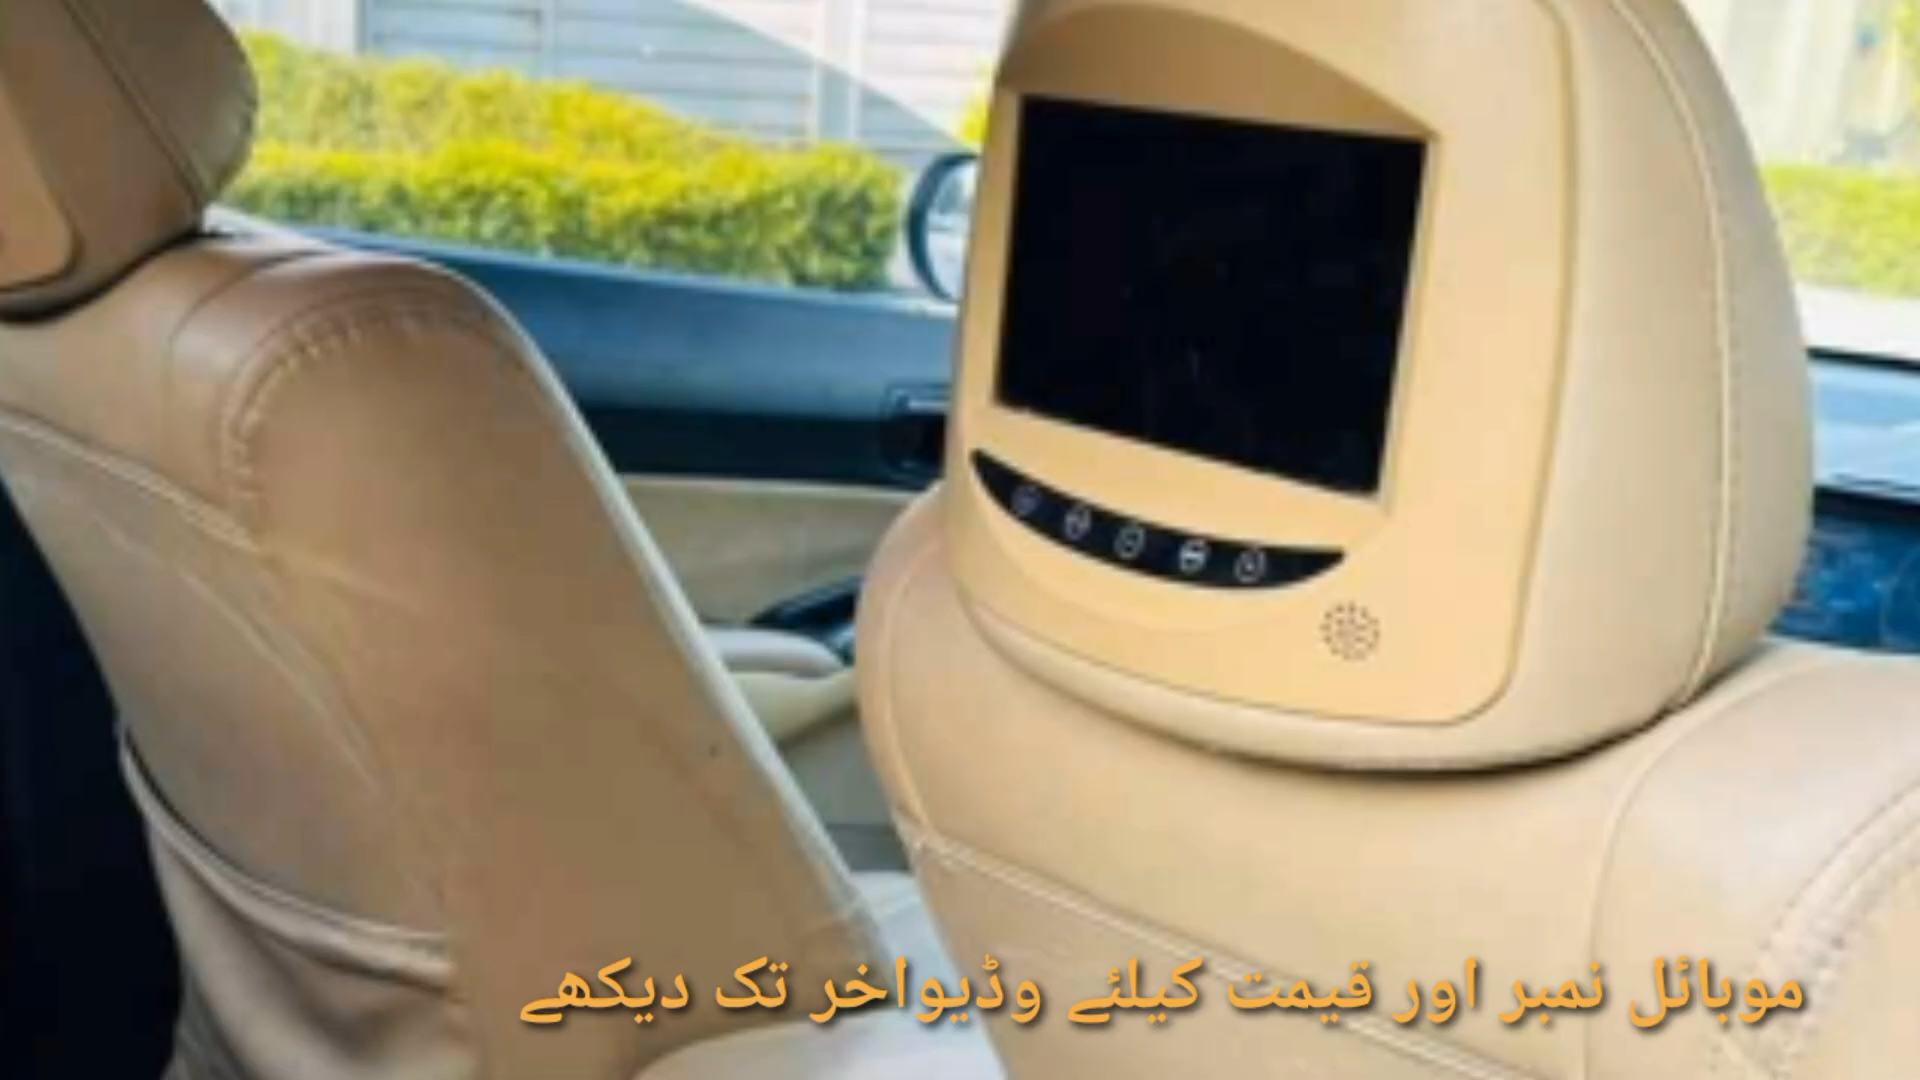 موبائل نمبر اور قیمت کیلئے وڈیواخر تک دیکھے